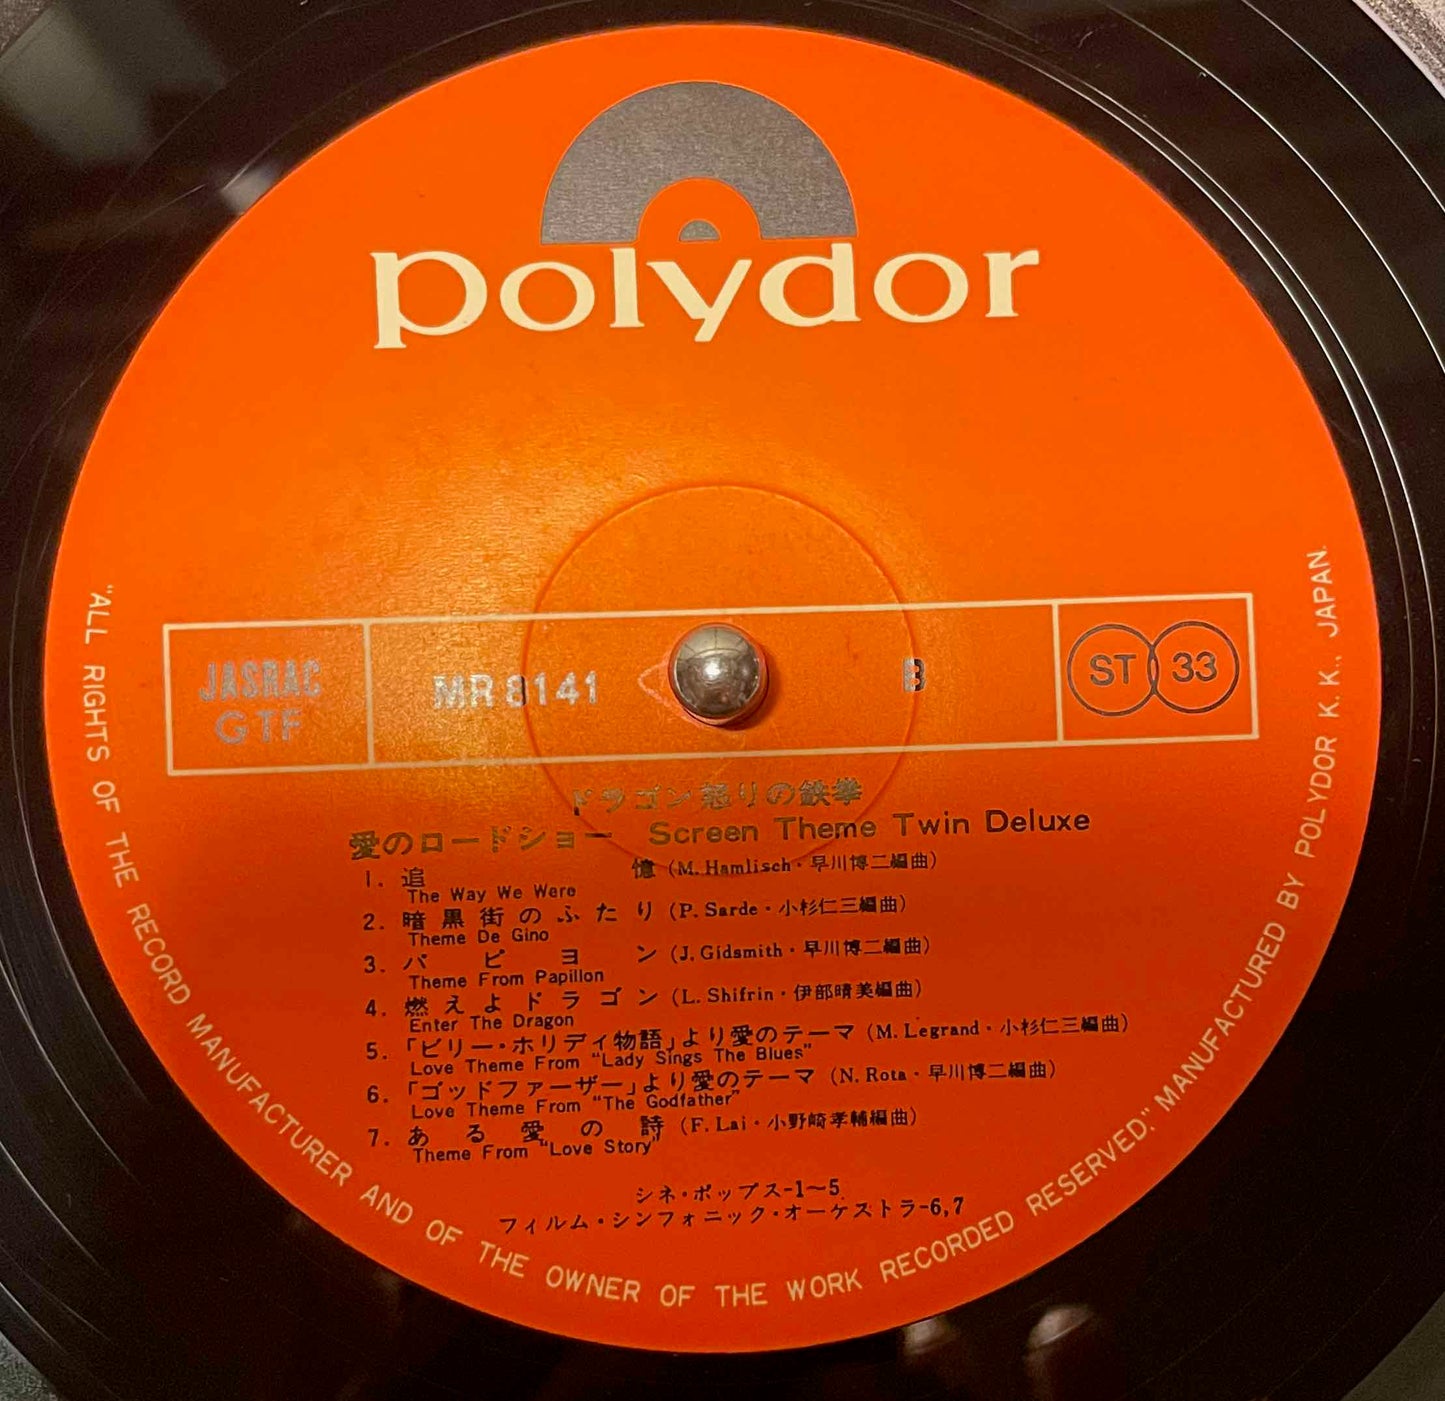 polydor
JASRAC
GTF
MR 8141
B
ST 33
ドラゴン怒りの鉄拳
愛のロードショー Screen Theme Twin Deluxe
1. 追憶 (M. Hamlisch・早川博二編曲)
The Way We Were
2. 暗黒街のふたり (P. Sarde・小杉仁三編曲)
Theme De Gino
3. パピヨン (J. Gidsmith・早川博二編曲)
Theme From Papillon
4. 燃えよドラゴン (L. Shifrin・伊部晴美編曲)
Enter The Dragon
5. 「ビリー・ホリディ物語」より愛のテーマ (M. Legrand・小杉仁三編曲)
Love Theme From "Lady Sings The Blues"
6. 「ゴッドファーザー」より愛のテーマ (N. Rota・早川博二編曲)
Love Theme From "The Godfather"
7. ある愛の詩 (F. Lai・小野崎孝輔編曲)
Theme From "Love Story"
シネ・ポップス-1〜5
フィルム・シンフォニック・オーケストラ-6,7
"ALL RIGHTS OF THE RECORD MANUFACTURER AND OF THE OWNER OF THE WORK RECORDED RESERVED." MANUFACTURED BY POLYDOR K. K., JAPAN.